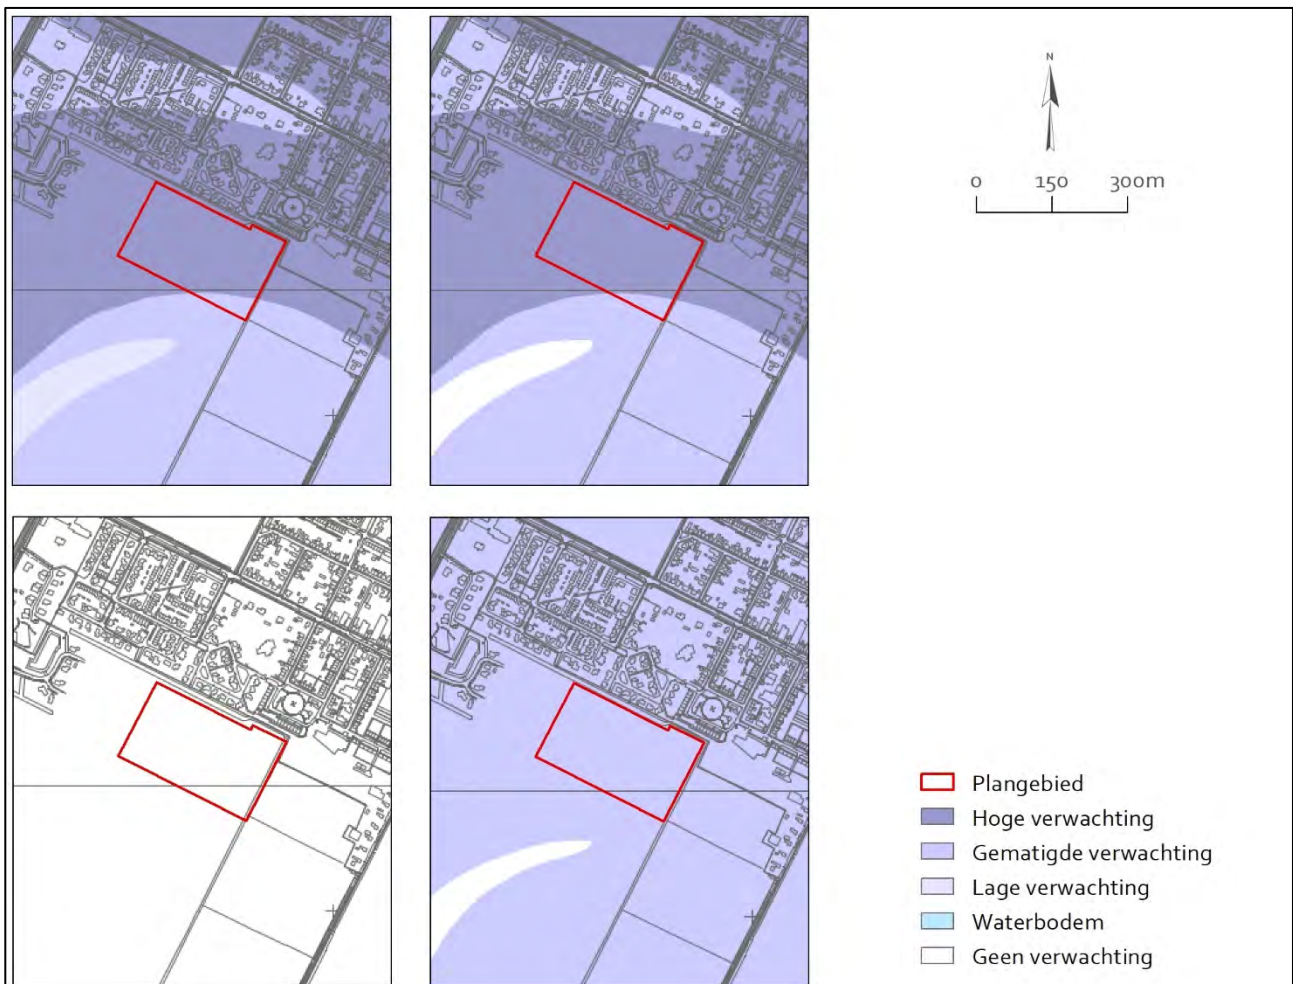 N
0 150 300m
Plangebied
Hoge verwachting
Gematigde verwachting
Lage verwachting
Waterbodem
Geen verwachting